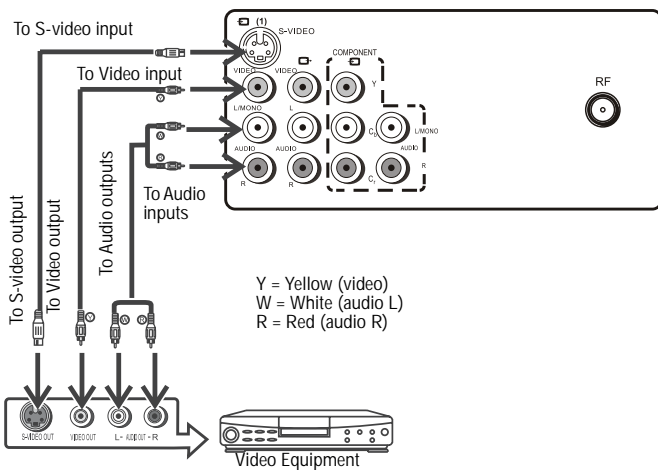 To S-video input
(1)
S-VIDEO
To Video input
VIDEO
VIDEO
COMPONENT
Y
RF
L/MONO
L
Cb
L/MONO
AUDIO
AUDIO
AUDIO
R
R
Cr
R
To Audio
inputs
To S-video output
To Video output
To Audio outputs
Y = Yellow (video)
W = White (audio L)
R = Red (audio R)
Y
W
R
Y
W
R
S-VIDEO OUT
VIDEO OUT
L - AUDIO OUT - R
Video Equipment